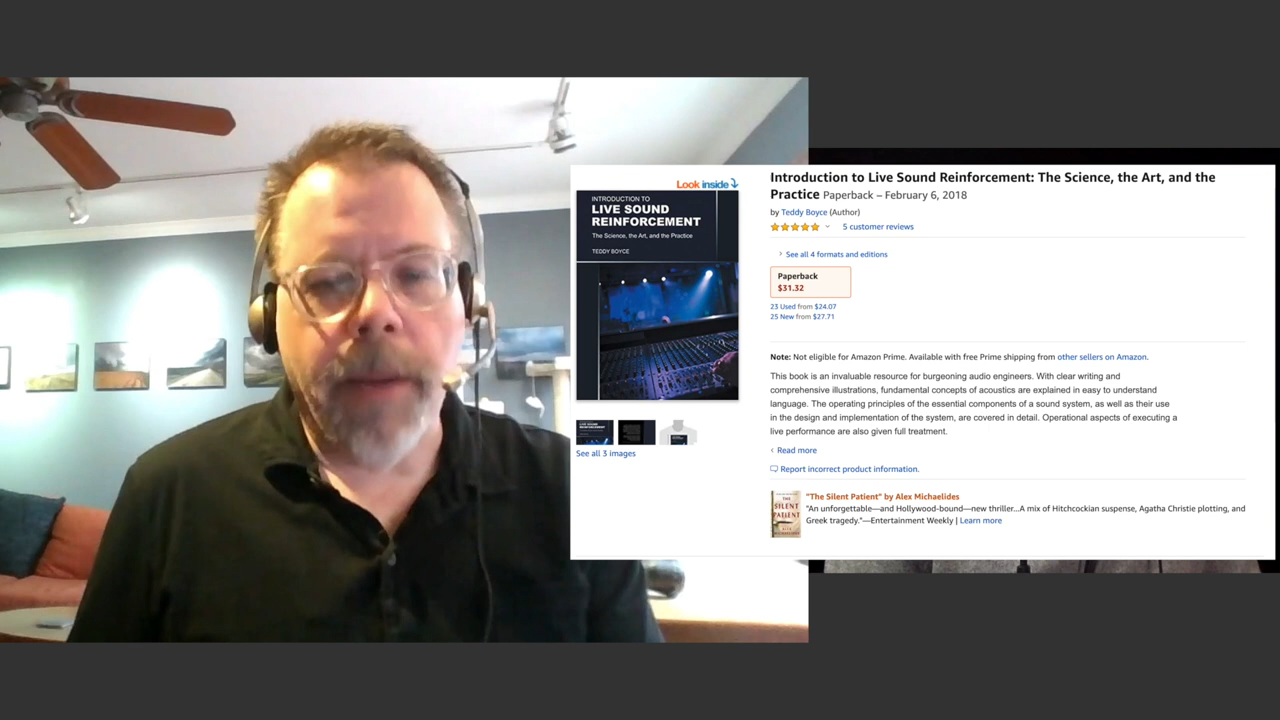 Look inside
INTRODUCTION TO
LIVE SOUND
REINFORCEMENT
The Science, the Art, and the Practice
TEDDY BOYCE
See all 3 images
Introduction to Live Sound Reinforcement: The Science, the Art, and the
Practice Paperback – February 6, 2018
by Teddy Boyce (Author)
5 customer reviews
See all 4 formats and editions
Paperback
$31.32
23 Used from $24.07
25 New from $27.71
Note: Not eligible for Amazon Prime. Available with free Prime shipping from other sellers on Amazon.
This book is an invaluable resource for burgeoning audio engineers. With clear writing and
comprehensive illustrations, fundamental concepts of acoustics are explained in easy to understand
language. The operating principles of the essential components of a sound system, as well as their use
in the design and implementation of the system, are covered in detail. Operational aspects of executing a
live performance are also given full treatment.
Read more
Report incorrect product information.
THE
SILENT
PATIENT
"The Silent Patient" by Alex Michaelides
"An unforgettable—and Hollywood-bound—new thriller...A mix of Hitchcockian suspense, Agatha Christie plotting, and
Greek tragedy."—Entertainment Weekly | Learn more